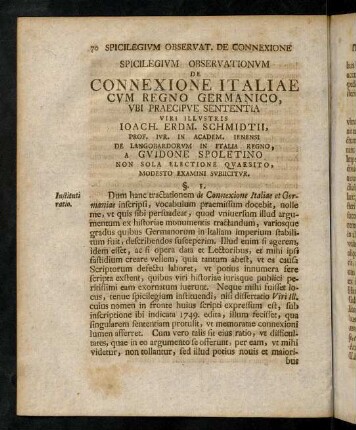 70 SPICILEGIVM OBSERVAT. DE CONNEXIONE
SPICILEGIVM OBSERVATIONVM
DE
CONNEXIONE ITALIAE
CVM REGNO GERMANICO,
VBI PRAECIPVE SENTENTIA
VIRI ILLVSTRIS
IOACH. ERDM. SCHMIDTII,
PROF. IVR. IN ACADEM. IENENSI
DE LANGOBARDORVM IN ITALIA REGNO,
A GVIDONE SPOLETINO
NON SOLA ELECTIONE QVAESITO,
MODESTO EXAMINI SVBIICITVR.
§. I.
Instituti ratio.
Dum hanc tractationem de Connexione Italiae et Ger-
maniae inscripsi, vocabulum praemissum docebit, nolle
me, vt quis sibi persuadeat, quod vniuersum illud argu-
mentum ex historiae monumentis tractandum, variosque
gradus quibus Germanorum in Italiam imperium stabili-
tum fuit, describendos susceperim. Illud enim si agerem,
idem esset, ac si opera data et Lectoribus, et mihi ipsi
fastidium creare vellem, quia tantum abest, vt ea causa
Scriptorum defectu laboret, vt potius innumera fere
scripta extent, quibus viri historiae iurisque publici pe-
ritissimi eam exornatum iuerunt. Neque mihi fuisset lo-
cus, tenue spicilegium instituendi, nisi dissertatio Viri Ill.
cuius nomen in fronte huius scripti expressum est, sub
inscriptione ibi indicata 1749. edita, illum fecisset, qua
singularem sententiam protulit, vt memoratae connexioni
lumen afferret. Cum vero talis sit eius ratio, vt difficul-
tates, quae in eo argumento se offerunt, per eam, vt mihi
videtur, non tollantur, sed illud potius nouis et maiori-
bus